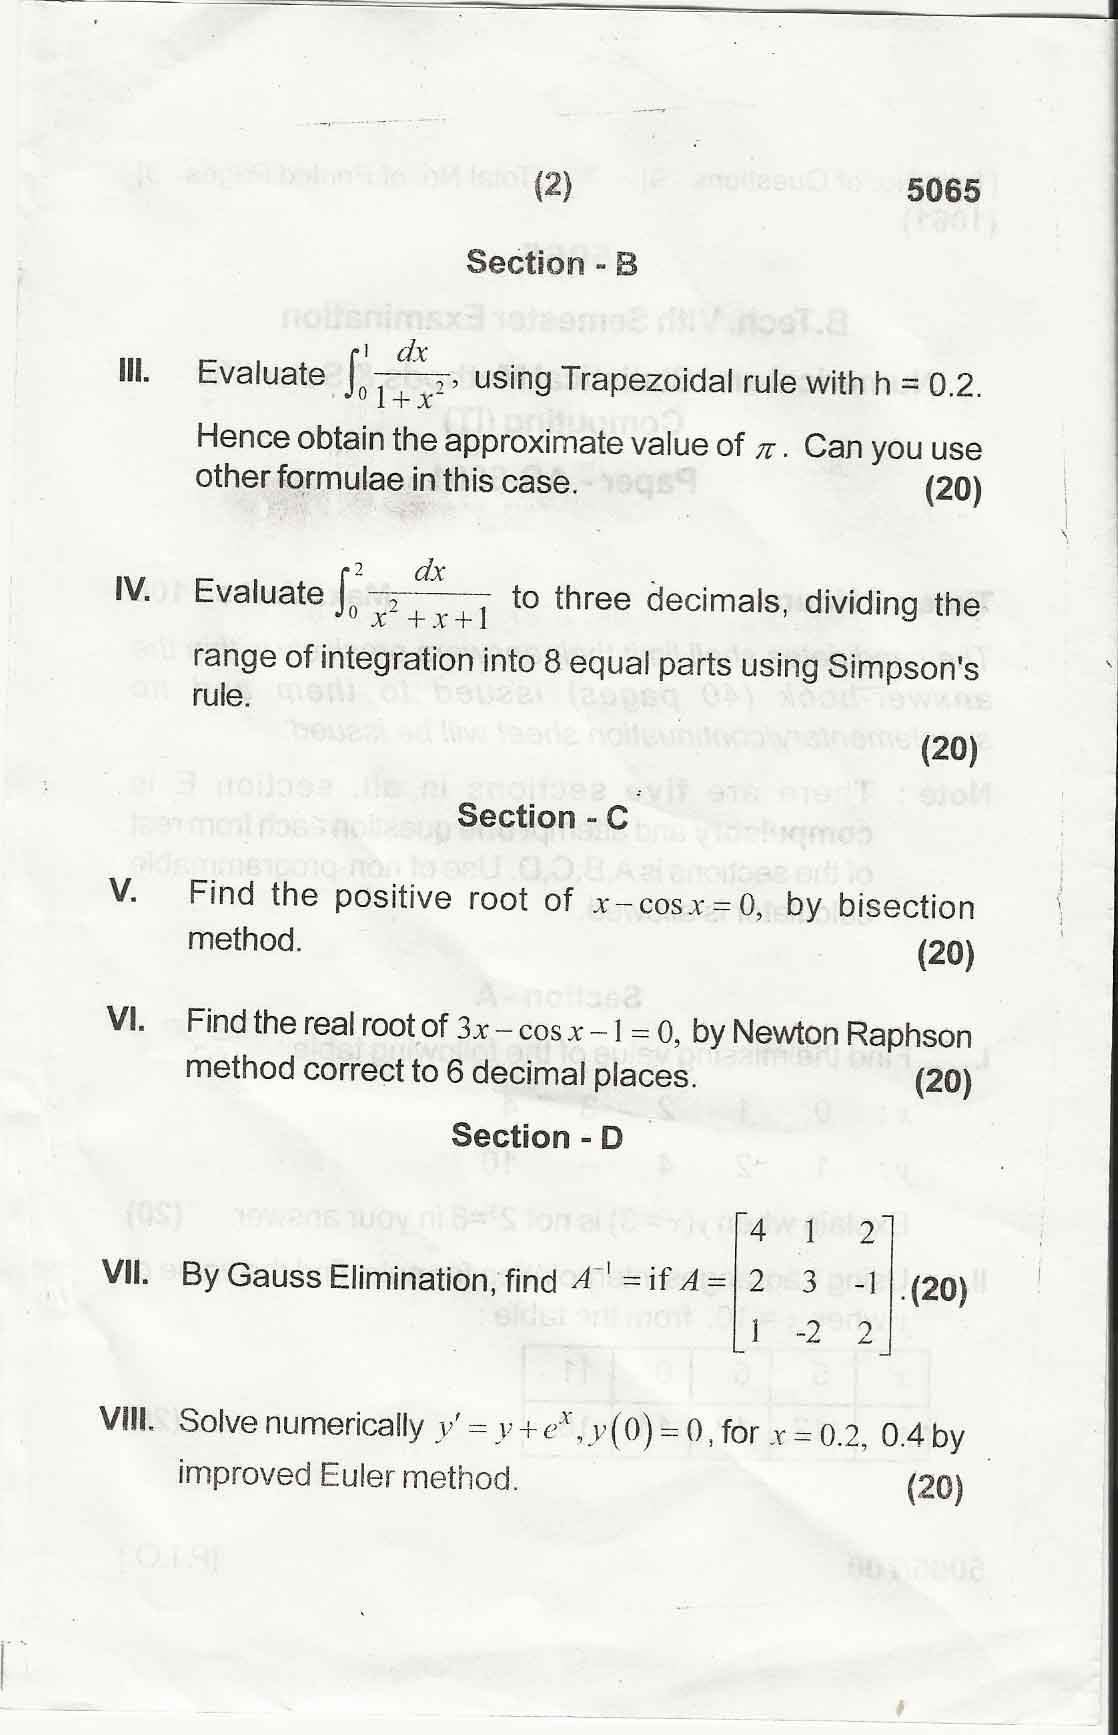 (2) 5065
Section - B
III. Evaluate ∫₀¹ dx/(1+x²), using Trapezoidal rule with h = 0.2.
Hence obtain the approximate value of π. Can you use
other formulae in this case. (20)
IV. Evaluate ∫₀² dx/(x²+x+1) to three decimals, dividing the
range of integration into 8 equal parts using Simpson's
rule.
(20)
Section - C
V. Find the positive root of x−cos x = 0, by bisection
method. (20)
VI. Find the real root of 3x−cos x−1 = 0, by Newton Raphson
method correct to 6 decimal places. (20)
Section - D
4 1 2
VII. By Gauss Elimination, find A⁻¹ = if A = 2 3 -1 .(20)
1 -2 2
VIII. Solve numerically y′ = y+eˣ, y(0) = 0, for x = 0.2, 0.4 by
improved Euler method. (20)